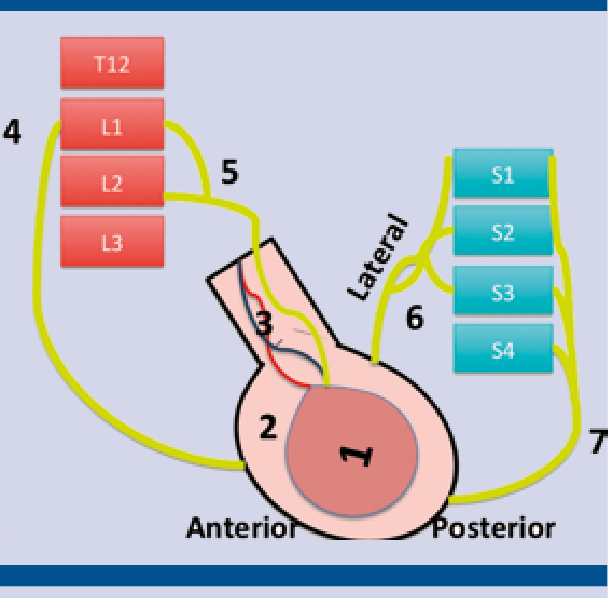 T12
4
L1
5
L2
L3
S1
S2
S3
S4
Lateral
6
3
2
1
7
Anterior
Posterior